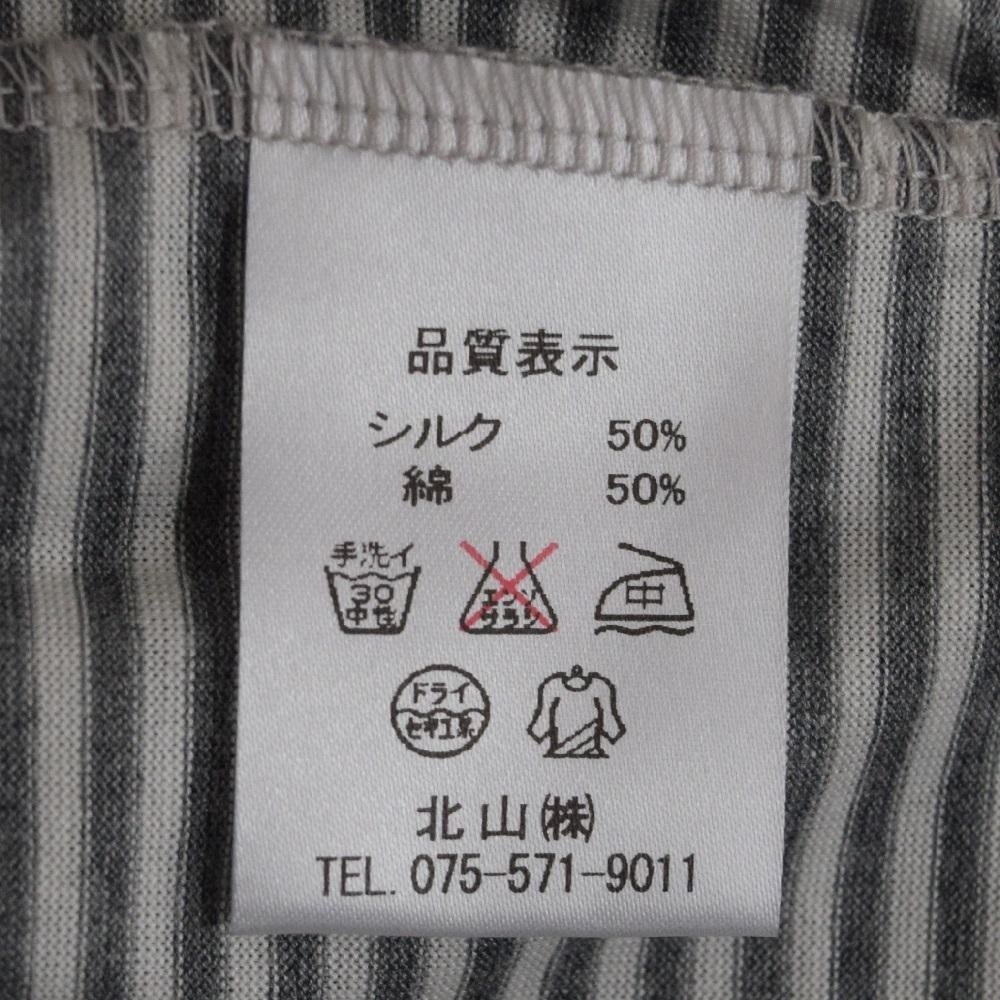 品質表示
シルク 50%
綿 50%
手洗イ
30
中性
エンソ
サラシ
中
ドライ
セキユ系
北山㈱
TEL. 075-571-9011